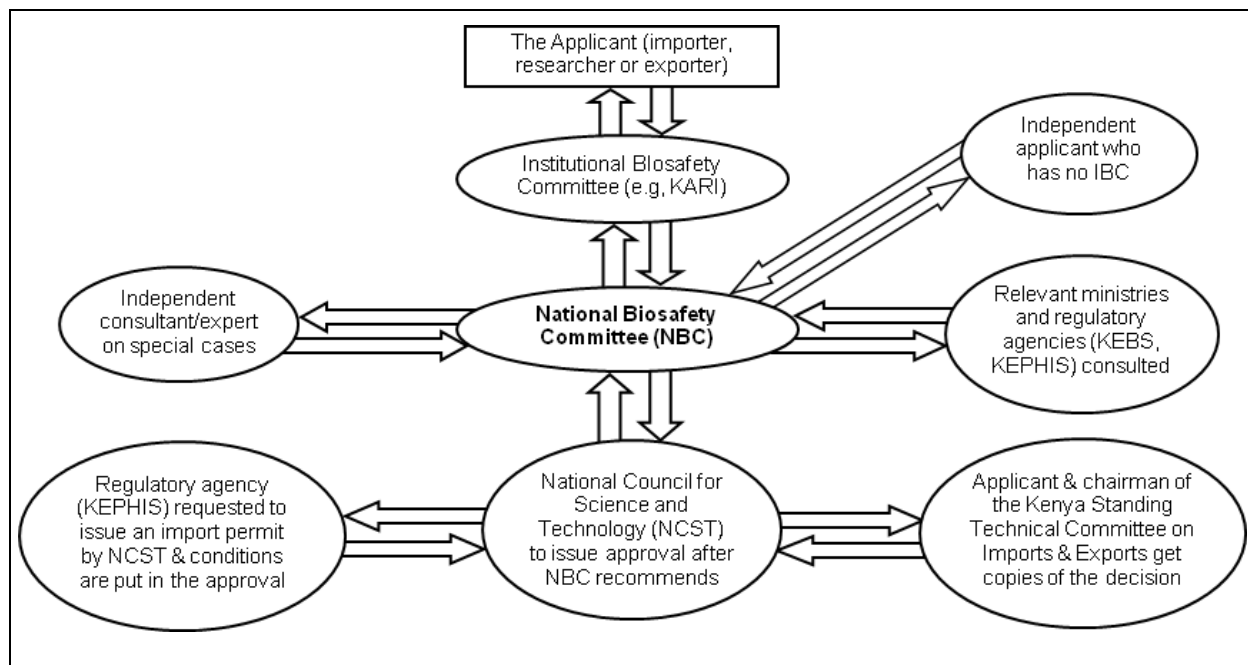 The Applicant (importer,
researcher or exporter)
Independent
applicant who
has no IBC
Institutional Biosafety
Committee (e.g, KARI)
Independent
consultant/expert
on special cases
National Biosafety
Committee (NBC)
Relevant ministries
and regulatory
agencies (KEBS,
KEPHIS) consulted
Regulatory agency
(KEPHIS) requested to
issue an import permit
by NCST & conditions
are put in the approval
National Council for
Science and
Technology (NCST)
to issue approval after
NBC recommends
Applicant & chairman of
the Kenya Standing
Technical Committee on
Imports & Exports get
copies of the decision